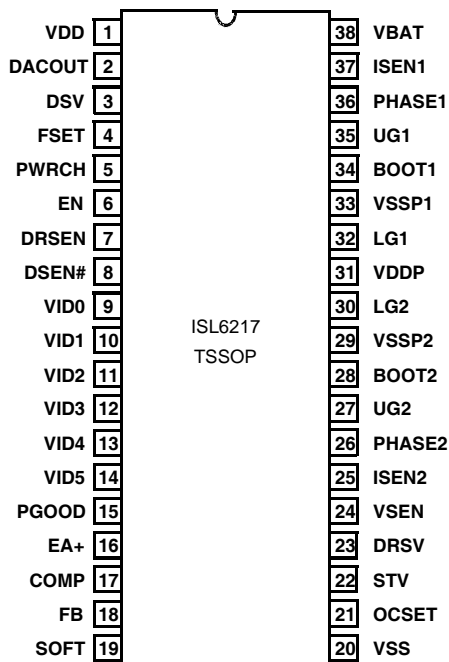 VDD 1 38 VBAT
DACOUT 2 37 ISEN1
DSV 3 36 PHASE1
FSET 4 35 UG1
PWRCH 5 34 BOOT1
EN 6 33 VSSP1
DRSEN 7 32 LG1
DSEN# 8 31 VDDP
VID0 9 30 LG2
VID1 10 29 VSSP2
VID2 11 28 BOOT2
VID3 12 27 UG2
VID4 13 26 PHASE2
VID5 14 25 ISEN2
PGOOD 15 24 VSEN
EA+ 16 23 DRSV
COMP 17 22 STV
FB 18 21 OCSET
SOFT 19 20 VSS
ISL6217
TSSOP